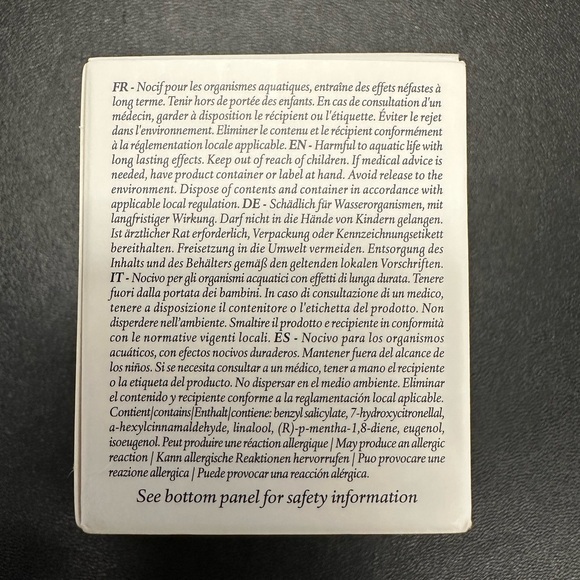 FR - Nocif pour les organismes aquatiques, entraîne des effets néfastes à
long terme. Tenir hors de portée des enfants. En cas de consultation d'un
médecin, garder à disposition le récipient ou l'étiquette. Éviter le rejet
dans l'environnement. Eliminer le contenu et le récipient conformément
à la réglementation locale applicable. EN - Harmful to aquatic life with
long lasting effects. Keep out of reach of children. If medical advice is
needed, have product container or label at hand. Avoid release to the
environment. Dispose of contents and container in accordance with
applicable local regulation. DE - Schädlich für Wasserorganismen, mit
langfristiger Wirkung. Darf nicht in die Hände von Kindern gelangen.
Ist ärztlicher Rat erforderlich, Verpackung oder Kennzeichnungsetikett
bereithalten. Freisetzung in die Umwelt vermeiden. Entsorgung des
Inhalts und des Behälters gemäß den geltenden lokalen Vorschriften.
IT - Nocivo per gli organismi acquatici con effetti di lunga durata. Tenere
fuori dalla portata dei bambini. In caso di consultazione di un medico,
tenere a disposizione il contenitore o l'etichetta del prodotto. Non
disperdere nell'ambiente. Smaltire il prodotto e recipiente in conformità
con le normative vigenti locali. ES - Nocivo para los organismos
acuáticos, con efectos nocivos duraderos. Mantener fuera del alcance de
los niños. Si se necesita consultar a un médico, tener a mano el recipiente
o la etiqueta del producto. No dispersar en el medio ambiente. Eliminar
el contenido y recipiente conforme a la reglamentación local aplicable.
Contient|contains|Enthalt|contiene: benzyl salicylate, 7-hydroxycitronellal,
a-hexylcinnamaldehyde, linalool, (R)-p-mentha-1,8-diene, eugenol,
isoeugenol. Peut produire une réaction allergique | May produce an allergic
reaction | Kann allergische Reaktionen hervorrufen | Puo provocare una
reazione allergica | Puede provocar una reacción alérgica.
See bottom panel for safety information